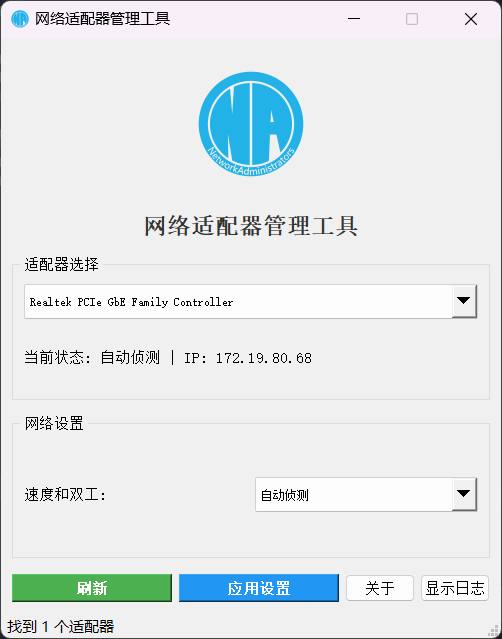 网络适配器管理工具
NA
NetworkAdministrators
网络适配器管理工具
适配器选择
Realtek PCIe GbE Family Controller
当前状态: 自动侦测 | IP: 172.19.80.68
网络设置
速度和双工:
自动侦测
刷新
应用设置
关于
显示日志
找到 1 个适配器